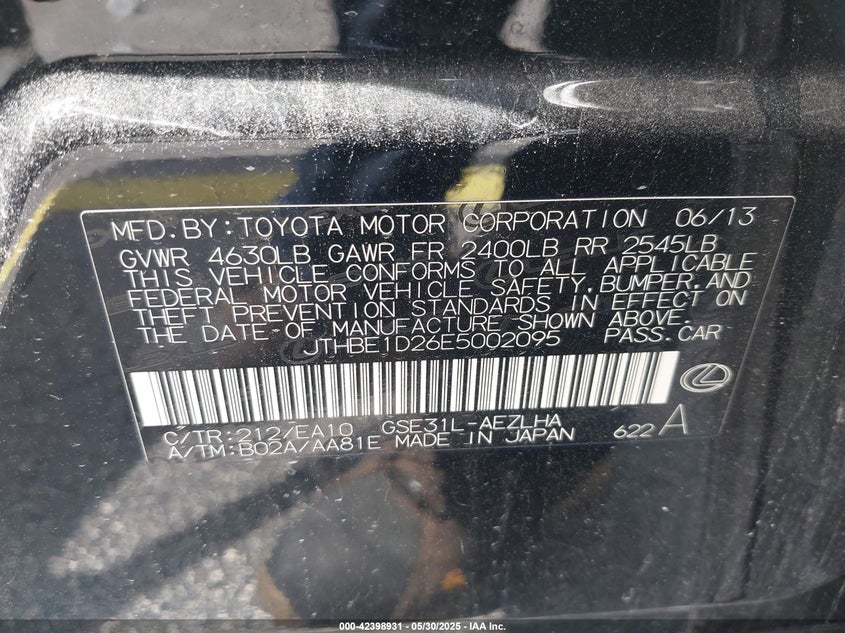 MFD.BY:TOYOTA MOTOR CORPORATION 06/13
GVWR 4630LB GAWR FR 2400LB RR 2545LB
THIS VEHICLE CONFORMS TO ALL APPLICABLE
FEDERAL MOTOR VEHICLE SAFETY,BUMPER,AND
THEFT PREVENTION STANDARDS IN EFFECT ON
THE DATE-OF MANUFACTURE SHOWN ABOVE.
JTHBE1D26E5002095 PASS.CAR
C/TR:212/EA10 GSE31L-AEZLHA
A/TM:B02A/AA81E MADE IN JAPAN 622 A
000-42398931 - 05/30/2025 - IAA Inc.